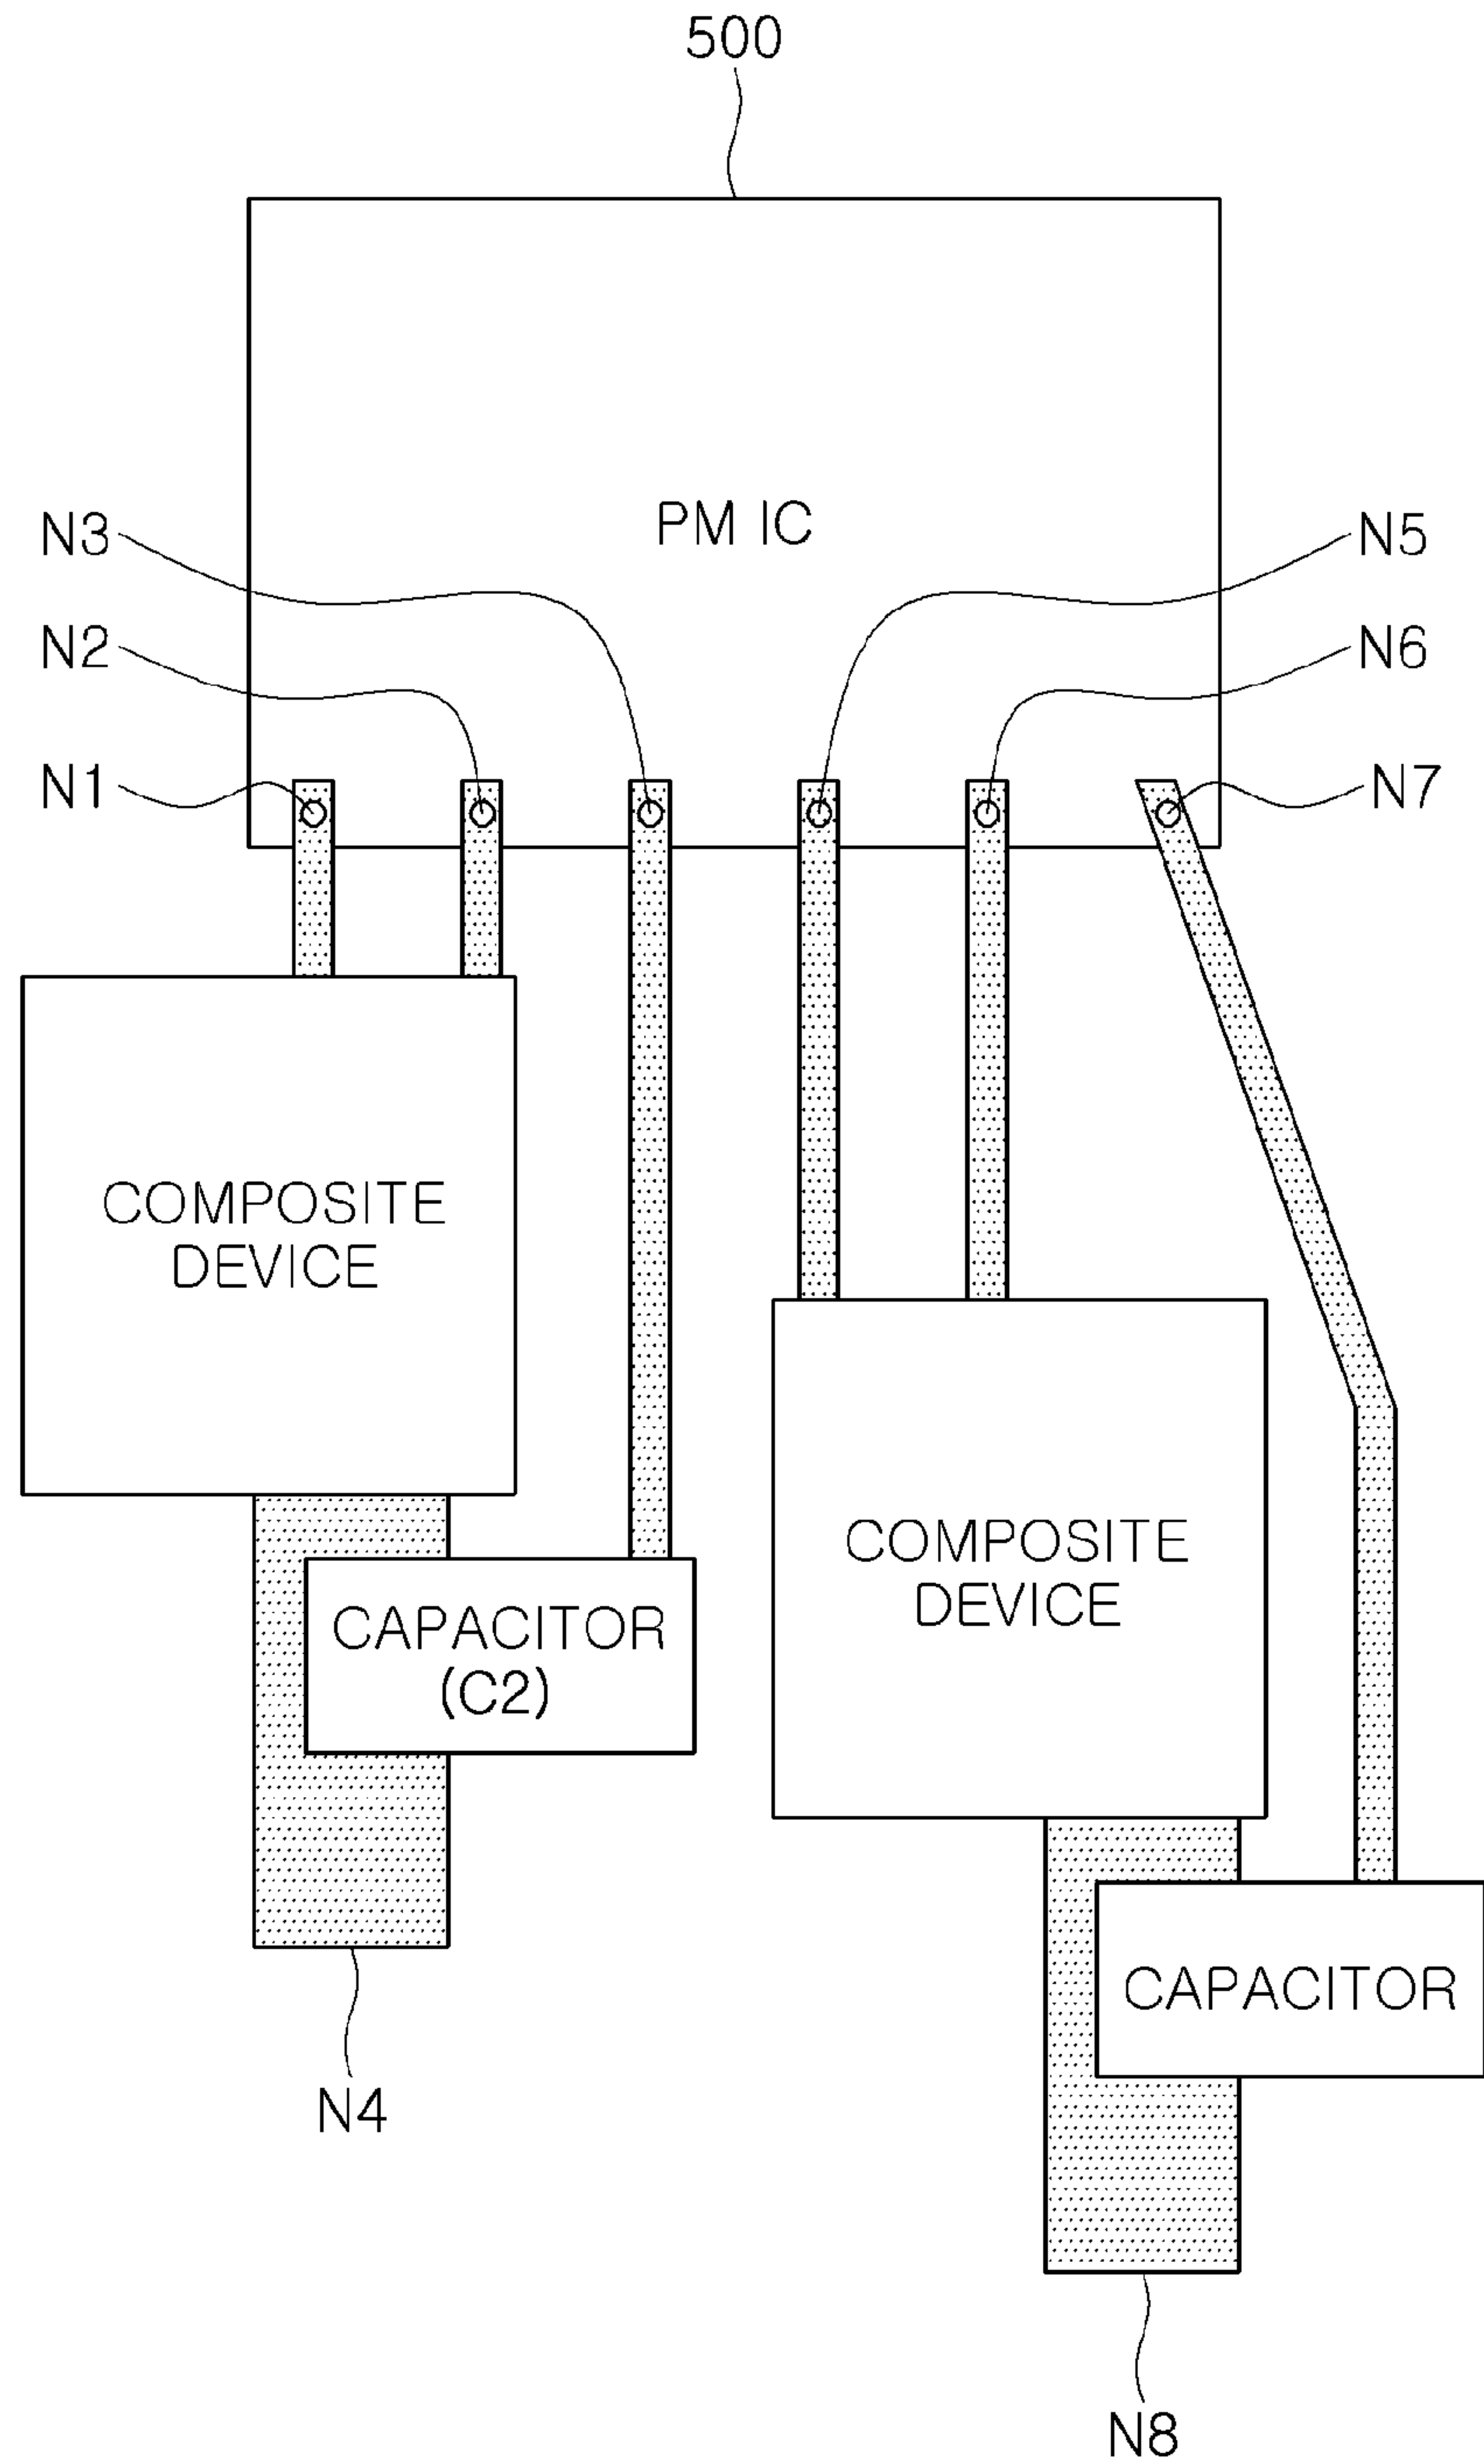 500
PM IC
N3
N5
N2
N6
N1
N7
COMPOSITE
DEVICE
COMPOSITE
DEVICE
CAPACITOR
(C2)
CAPACITOR
N4
N8